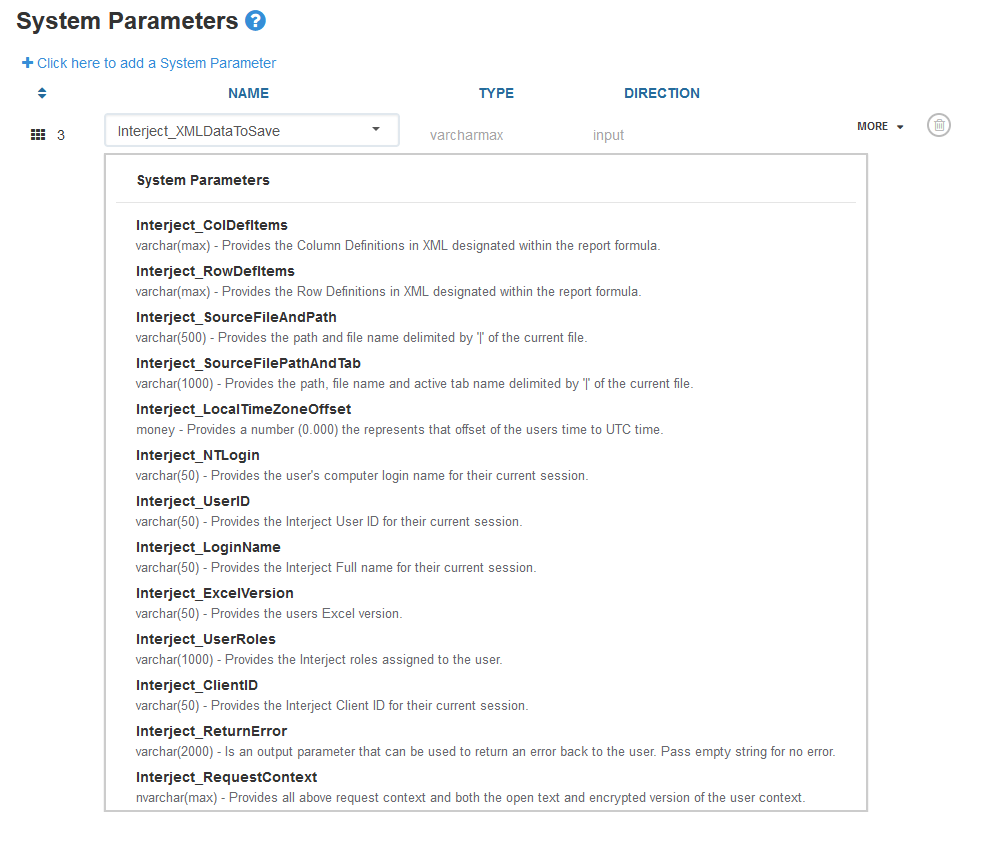 System Parameters ?
Click here to add a System Parameter
NAME TYPE DIRECTION
3 Interject_XMLDataToSave varcharmax input MORE
System Parameters
Interject_ColDefItems
varchar(max) - Provides the Column Definitions in XML designated within the report formula.
Interject_RowDefItems
varchar(max) - Provides the Row Definitions in XML designated within the report formula.
Interject_SourceFileAndPath
varchar(500) - Provides the path and file name delimited by '|' of the current file.
Interject_SourceFilePathAndTab
varchar(1000) - Provides the path, file name and active tab name delimited by '|' of the current file.
Interject_LocalTimeZoneOffset
money - Provides a number (0.000) the represents that offset of the users time to UTC time.
Interject_NTLogin
varchar(50) - Provides the user's computer login name for their current session.
Interject_UserID
varchar(50) - Provides the Interject User ID for their current session.
Interject_LoginName
varchar(50) - Provides the Interject Full name for their current session.
Interject_ExcelVersion
varchar(50) - Provides the users Excel version.
Interject_UserRoles
varchar(1000) - Provides the Interject roles assigned to the user.
Interject_ClientID
varchar(50) - Provides the Interject Client ID for their current session.
Interject_ReturnError
varchar(2000) - Is an output parameter that can be used to return an error back to the user. Pass empty string for no error.
Interject_RequestContext
nvarchar(max) - Provides all above request context and both the open text and encrypted version of the user context.